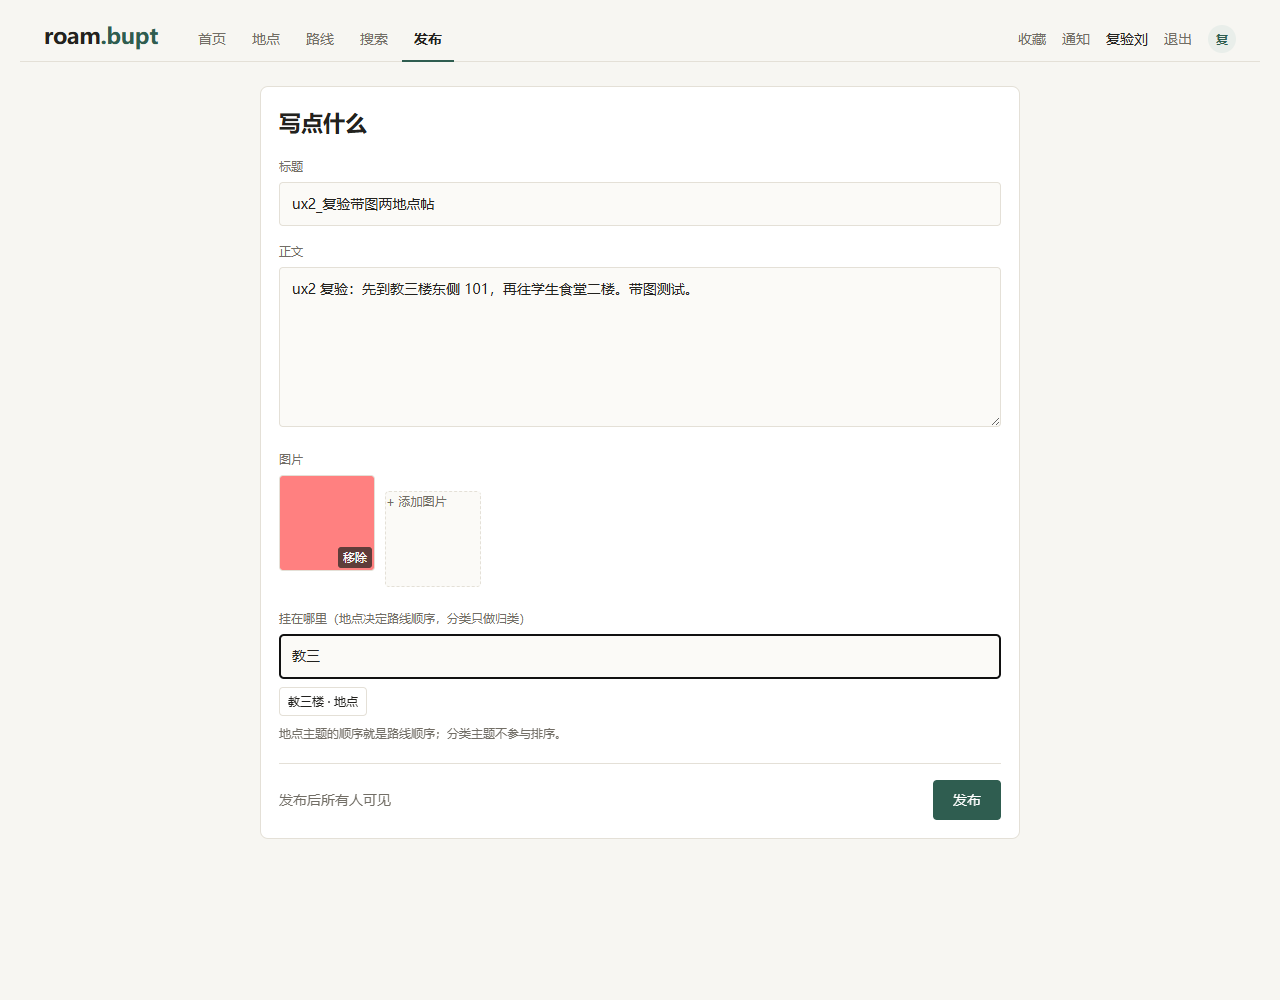 roam.bupt 首页 地点 路线 搜索 发布 收藏 通知 复验刘 退出 复
写点什么
标题
ux2_复验带图两地点帖
正文
ux2 复验：先到教三楼东侧 101，再往学生食堂二楼。带图测试。
图片
+ 添加图片
移除
挂在哪里（地点决定路线顺序，分类只做归类）
教三
教三楼 · 地点
地点主题的顺序就是路线顺序；分类主题不参与排序。
发布后所有人可见 发布